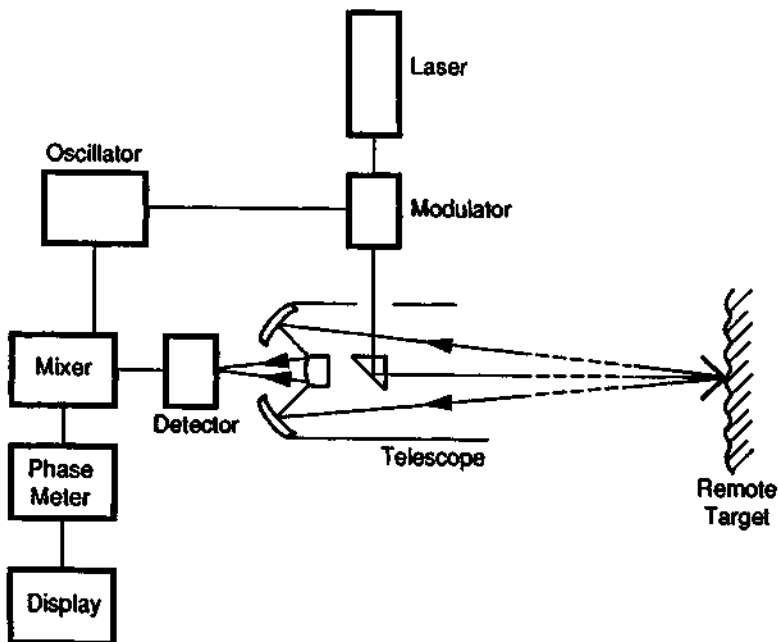 Laser
Oscillator
Modulator
Mixer
Detector
Telescope
Phase
Meter
Remote
Target
Display